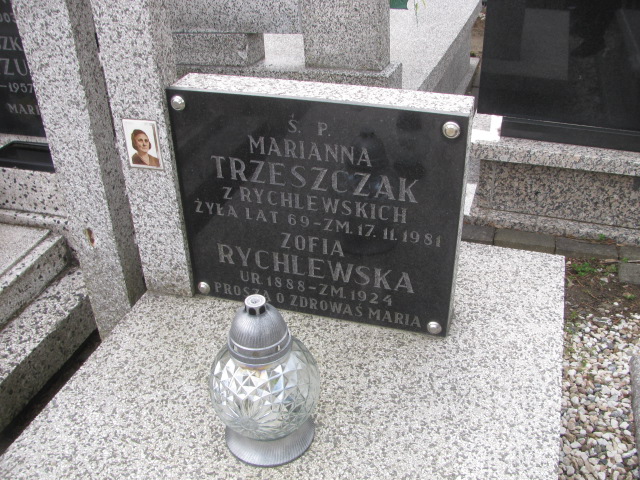 Ś. P.
MARIANNA
TRZESZCZAK
Z RYCHLEWSKICH
ŻYŁA LAT 69-ZM. 17. 11. 1981
ZOFIA
RYCHLEWSKA
UR. 1888-ZM. 1924
PROSZĄ O ZDROWAŚ MARIA